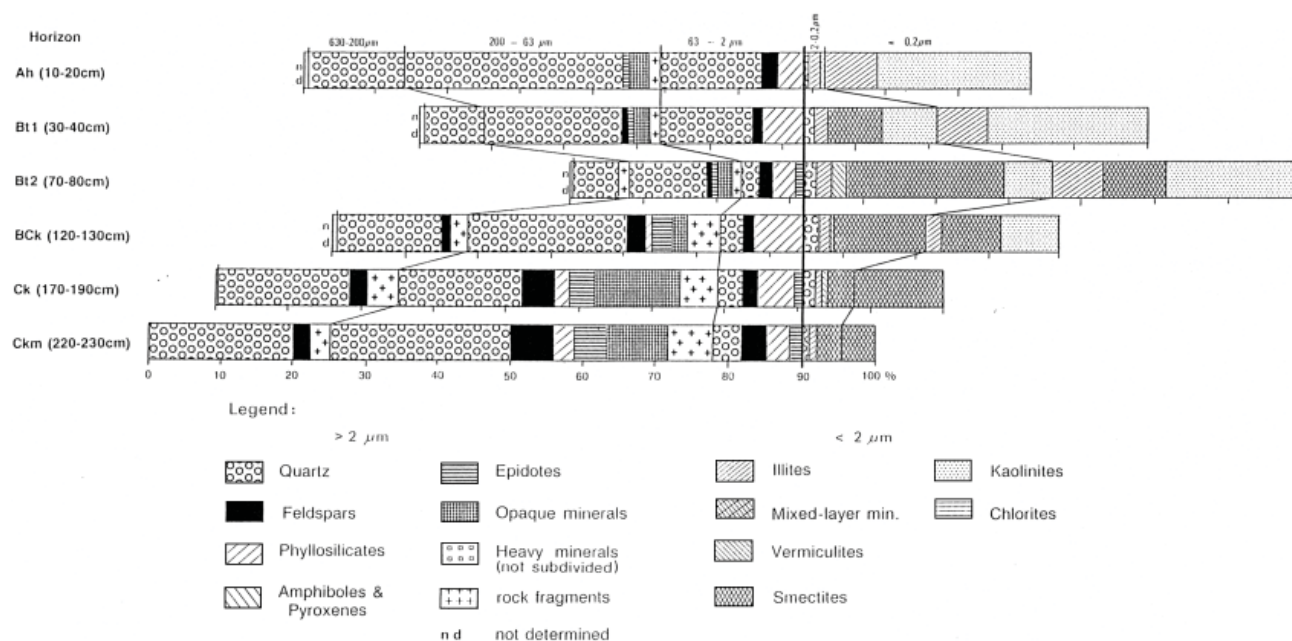 Horizon
630-200µm
200 - 63 µm
63 - 2 µm
2-0.2µm
= 0.2µm
Ah (10-20cm)
n
d
Bt1 (30-40cm)
n
d
Bt2 (70-80cm)
n
d
BCk (120-130cm)
n
d
Ck (170-190cm)
Ckm (220-230cm)
0 10 20 30 40 50 60 70 80 90 100 %
Legend:
> 2 µm
< 2 µm
Quartz
Epidotes
Illites
Kaolinites
Feldspars
Opaque minerals
Mixed-layer min.
Chlorites
Phyllosilicates
Heavy minerals
(not subdivided)
Vermiculites
Amphiboles &
Pyroxenes
rock fragments
Smectites
n d not determined